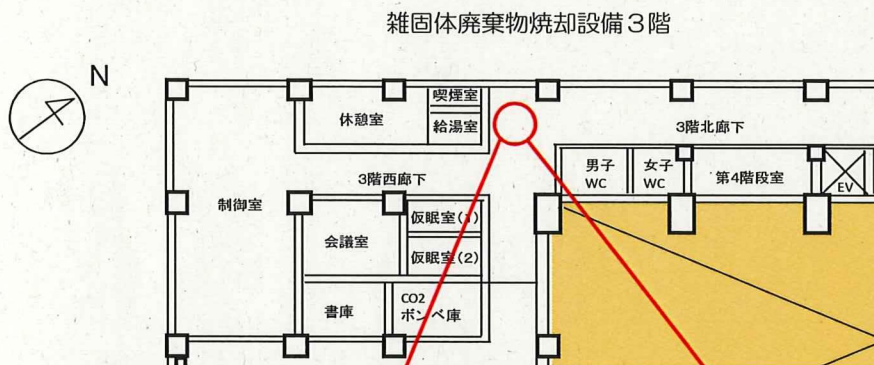 雑固体廃棄物焼却設備3階
N
喫煙室
休憩室
給湯室
3階北廊下
男子
WC
女子
WC
第4階段室
EV
3階西廊下
制御室
仮眠室(1)
会議室
仮眠室(2)
書庫
CO2
ボンベ庫